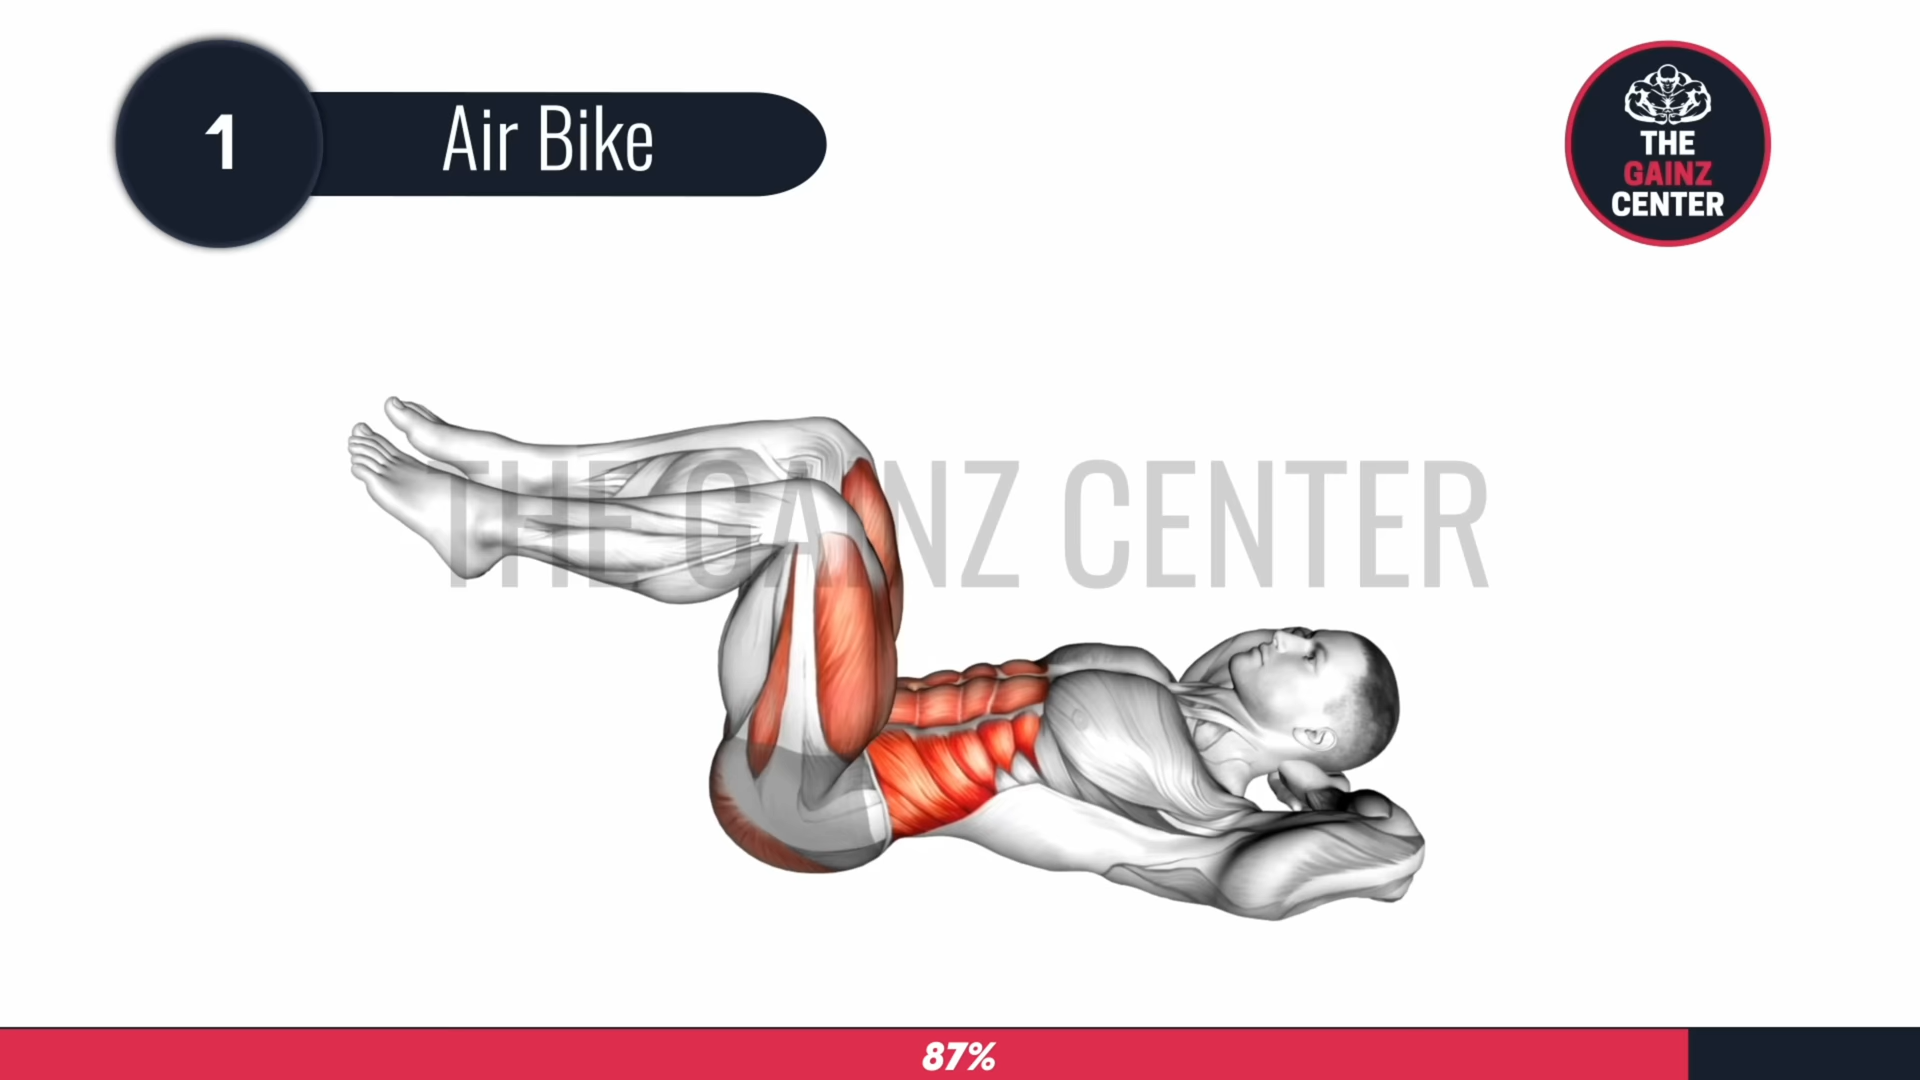 1
Air Bike
THE
GAINZ
CENTER
THE GAINZ CENTER
87%